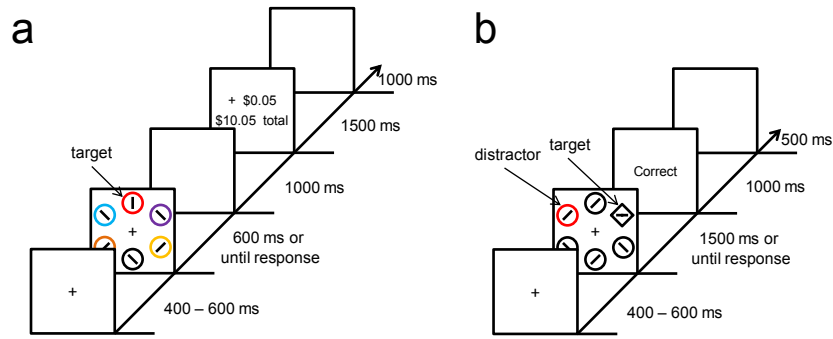 a
target
+
+
400 – 600 ms
600 ms or
until response
1000 ms
+ $0.05
$10.05 total
1500 ms
1000 ms
b
distractor
target
+
+
400 – 600 ms
1500 ms or
until response
Correct
1000 ms
500 ms